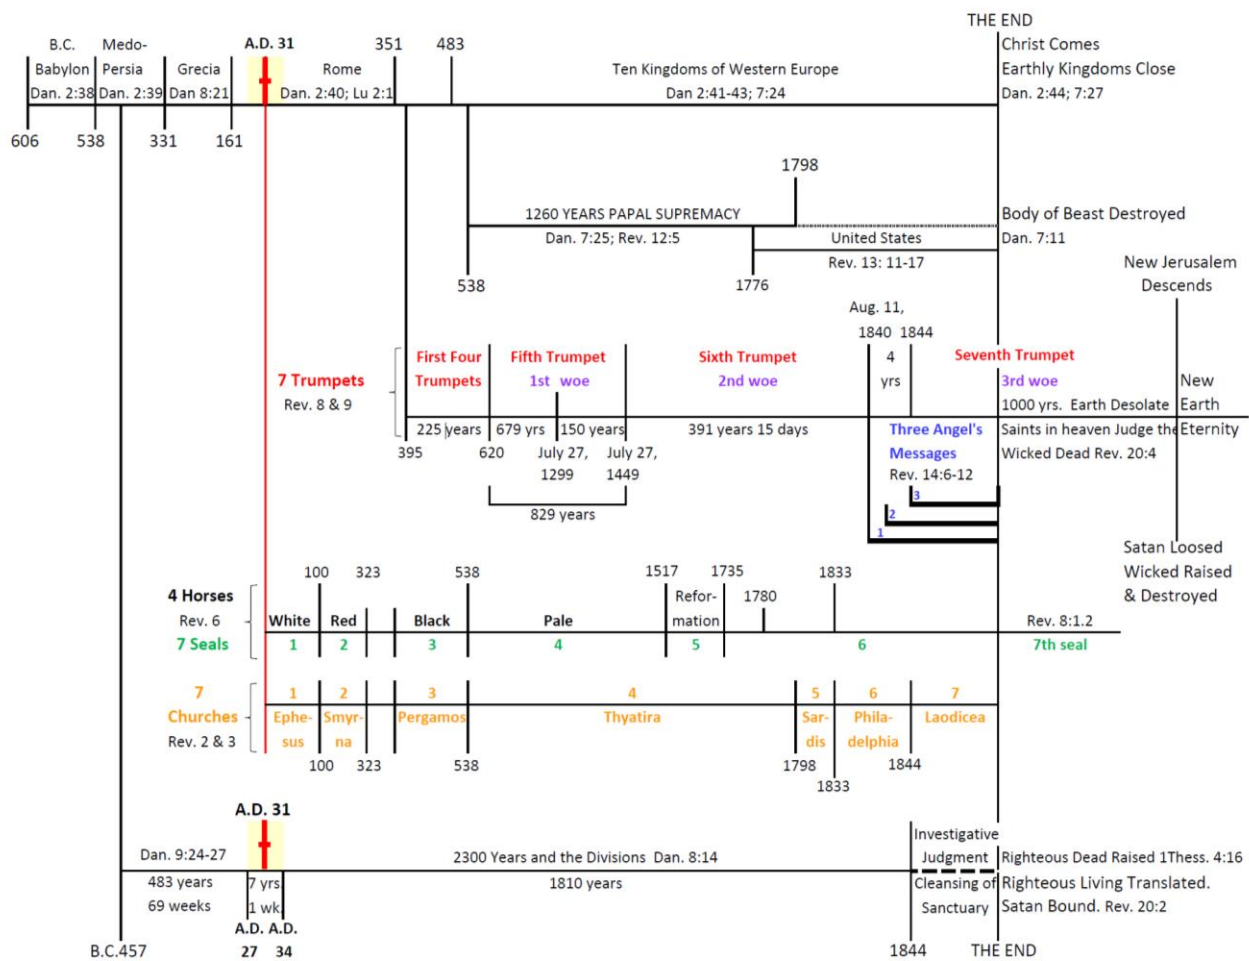 THE END
B.C. Medo- A.D. 31 351 483 Christ Comes
Babylon Persia Grecia Rome Ten Kingdoms of Western Europe Earthly Kingdoms Close
Dan. 2:38 Dan. 2:39 Dan 8:21 Dan. 2:40; Lu 2:1 Dan 2:41-43; 7:24 Dan. 2:44; 7:27
606 538 331 161
1798
1260 YEARS PAPAL SUPREMACY Body of Beast Destroyed
Dan. 7:25; Rev. 12:5 United States Dan. 7:11
Rev. 13: 11-17
538 1776
New Jerusalem
Descends
Aug. 11,
1840 1844
First Four Fifth Trumpet Sixth Trumpet 4 Seventh Trumpet
7 Trumpets Trumpets 1st woe 2nd woe yrs 3rd woe New
Rev. 8 & 9 1000 yrs. Earth Desolate Earth
225 years 679 yrs 150 years 391 years 15 days Three Angel's Saints in heaven Judge the Eternity
395 620 July 27, July 27, Messages Wicked Dead Rev. 20:4
1299 1449 Rev. 14:6-12
3
829 years 2
1
Satan Loosed
Wicked Raised
& Destroyed
100 323 538 1517 1735 1833
4 Horses Refor- 1780
Rev. 6 White Red Black Pale mation Rev. 8:1.2
7 Seals 1 2 3 4 5 6 7th seal
7 1 2 3 4 5 6 7
Churches Ephe- Smyr- Pergamos Thyatira Sar- Phila- Laodicea
Rev. 2 & 3 sus na dis delphia
100 323 538 1798 1844
1833
A.D. 31
Investigative
Dan. 9:24-27 2300 Years and the Divisions Dan. 8:14 Judgment Righteous Dead Raised 1Thess. 4:16
483 years 7 yrs. 1810 years Cleansing of Righteous Living Translated.
69 weeks 1 wk. Sanctuary Satan Bound. Rev. 20:2
A.D. A.D.
B.C.457 27 34 1844 THE END